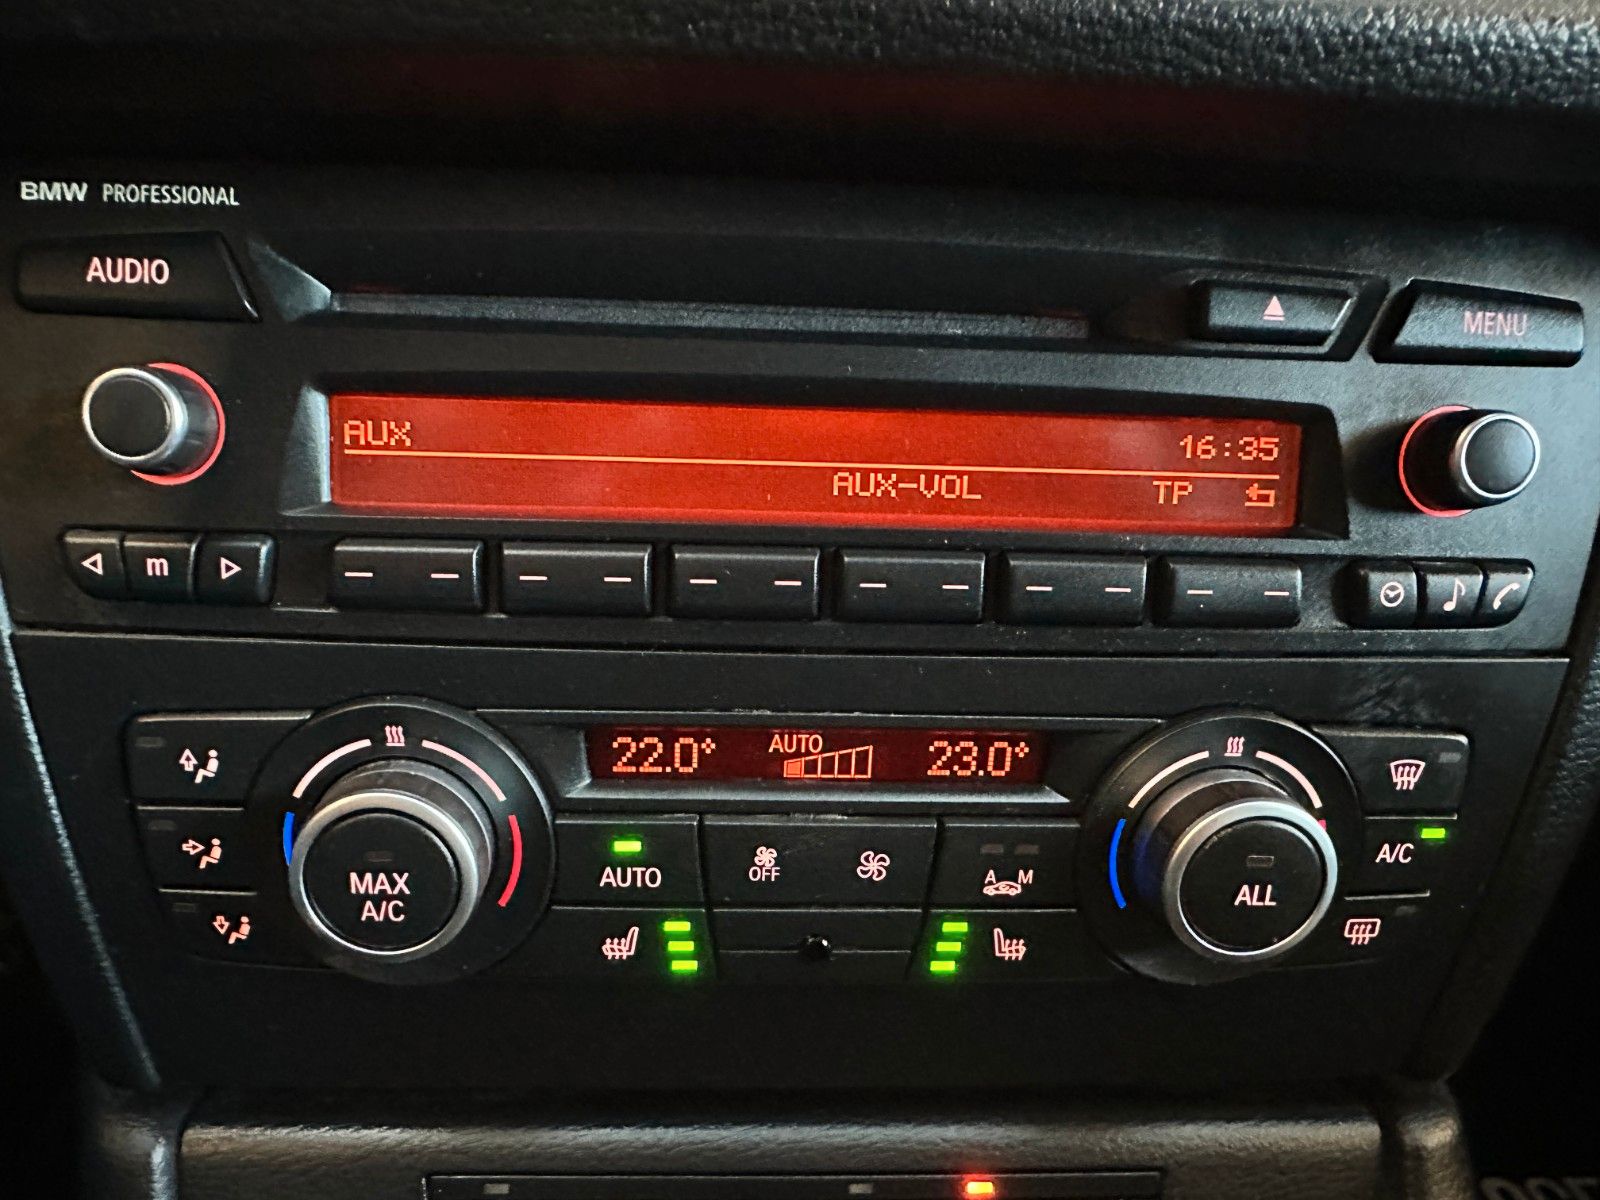 BMW PROFESSIONAL
AUDIO
MENU
AUX
16:35
AUX-VOL
TP
m
22.0°
AUTO
23.0°
MAX
A/C
AUTO
OFF
A M
ALL
A/C